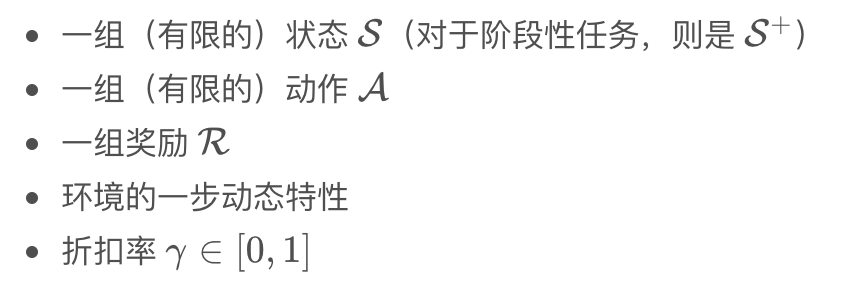 • 一组（有限的）状态 𝒮（对于阶段性任务，则是 𝒮⁺）
• 一组（有限的）动作 𝒜
• 一组奖励 ℛ
• 环境的一步动态特性
• 折扣率 γ ∈ [0, 1]